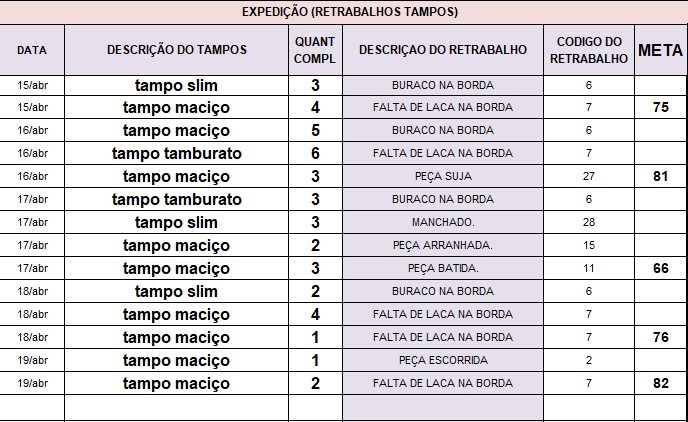 EXPEDIÇÃO (RETRABALHOS TAMPOS)
DATA DESCRIÇÃO DO TAMPOS QUANT COMPL DESCRIÇAO DO RETRABALHO CODIGO DO RETRABALHO META
15/abr tampo slim 3 BURACO NA BORDA 6
15/abr tampo maciço 4 FALTA DE LACA NA BORDA 7 75
16/abr tampo maciço 5 BURACO NA BORDA 6
16/abr tampo tamburato 6 FALTA DE LACA NA BORDA 7
16/abr tampo maciço 3 PEÇA SUJA 27 81
17/abr tampo tamburato 3 BURACO NA BORDA 6
17/abr tampo slim 3 MANCHADO. 28
17/abr tampo maciço 2 PEÇA ARRANHADA. 15
17/abr tampo maciço 3 PEÇA BATIDA. 11 66
18/abr tampo slim 2 BURACO NA BORDA 6
18/abr tampo maciço 4 FALTA DE LACA NA BORDA 7
18/abr tampo maciço 1 FALTA DE LACA NA BORDA 7 76
19/abr tampo maciço 1 PEÇA ESCORRIDA 2
19/abr tampo maciço 2 FALTA DE LACA NA BORDA 7 82